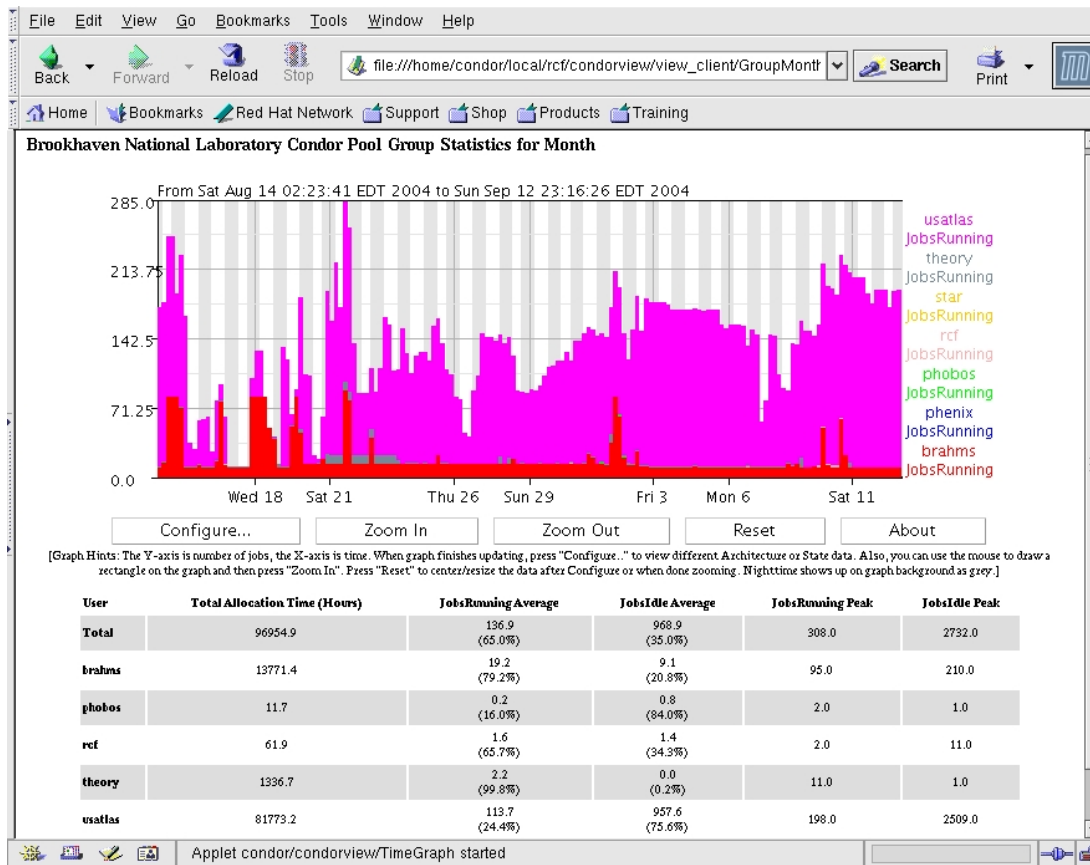 File Edit View Go Bookmarks Tools Window Help
Back Forward Reload Stop file:///home/condor/local/rcf/condorview/view_client/GroupMonth Search Print
Home Bookmarks Red Hat Network Support Shop Products Training
Brookhaven National Laboratory Condor Pool Group Statistics for Month
From Sat Aug 14 02:23:41 EDT 2004 to Sun Sep 12 23:16:26 EDT 2004
285.0
213.75
142.5
71.25
0.0
Wed 18 Sat 21 Thu 26 Sun 29 Fri 3 Mon 6 Sat 11
usatlas
JobsRunning
theory
JobsRunning
star
JobsRunning
rcf
JobsRunning
phobos
JobsRunning
phenix
JobsRunning
brahms
JobsRunning
Configure... Zoom In Zoom Out Reset About
[Graph Hints: The Y-axis is number of jobs, the X-axis is time. When graph finishes updating, press "Configure.." to view different Architecture or State data. Also, you can use the mouse to draw a
rectangle on the graph and then press "Zoom In". Press "Reset" to center/resize the data after Configure or when done zooming. Nighttime shows up on graph background as grey.]
User Total Allocation Time (Hours) JobsRunning Average JobsIdle Average JobsRunning Peak JobsIdle Peak
Total 96954.9 136.9 (65.0%) 968.9 (35.0%) 308.0 2732.0
brahms 13771.4 19.2 (79.2%) 9.1 (20.8%) 95.0 210.0
phobos 11.7 0.2 (16.0%) 0.8 (84.0%) 2.0 1.0
rcf 61.9 1.6 (65.7%) 1.4 (34.3%) 2.0 11.0
theory 1336.7 2.2 (99.8%) 0.0 (0.2%) 11.0 1.0
usatlas 81773.2 113.7 (24.4%) 957.6 (75.6%) 198.0 2509.0
Applet condor/condorview/TimeGraph started